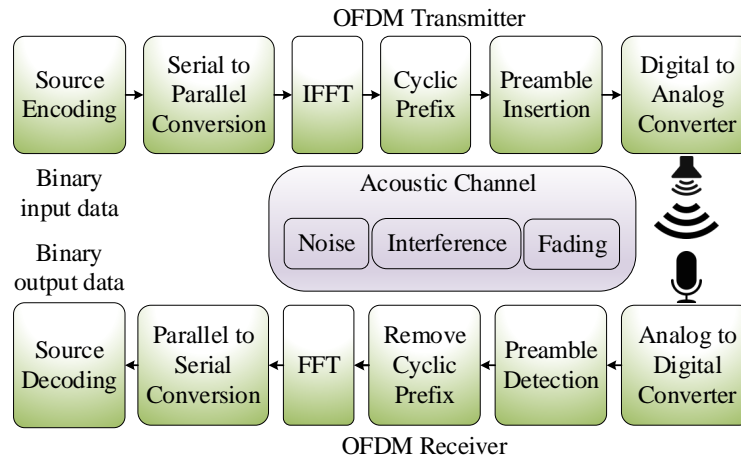 OFDM Transmitter
Source
Encoding
Serial to
Parallel
Conversion
IFFT
Cyclic
Prefix
Preamble
Insertion
Digital to
Analog
Converter
Binary
input data
Acoustic Channel
Noise
Interference
Fading
Binary
output data
Source
Decoding
Parallel to
Serial
Conversion
FFT
Remove
Cyclic
Prefix
Preamble
Detection
Analog to
Digital
Converter
OFDM Receiver